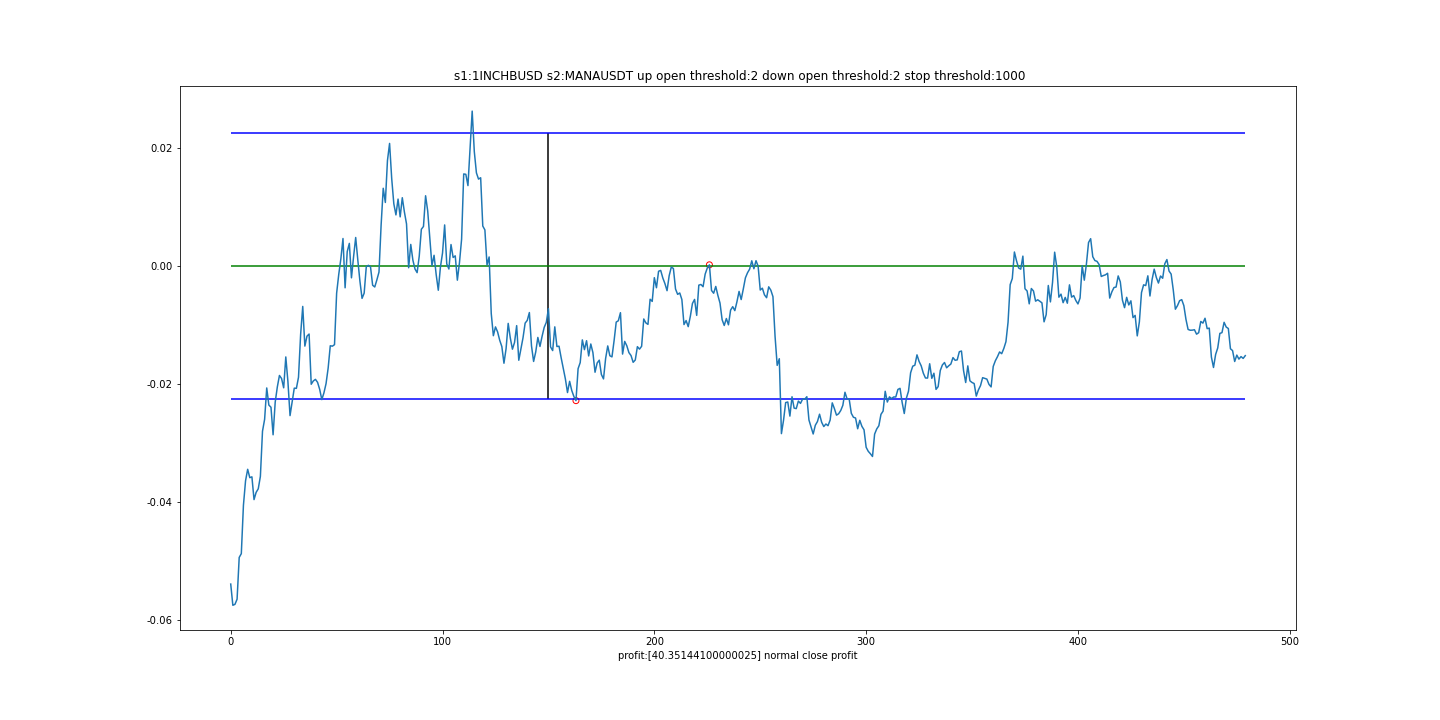 s1:1INCHBUSD s2:MANAUSDT up open threshold:2 down open threshold:2 stop threshold:1000
0.02
0.00
-0.02
-0.04
-0.06
0 100 200 300 400 500
profit:[40.35144100000025] normal close profit